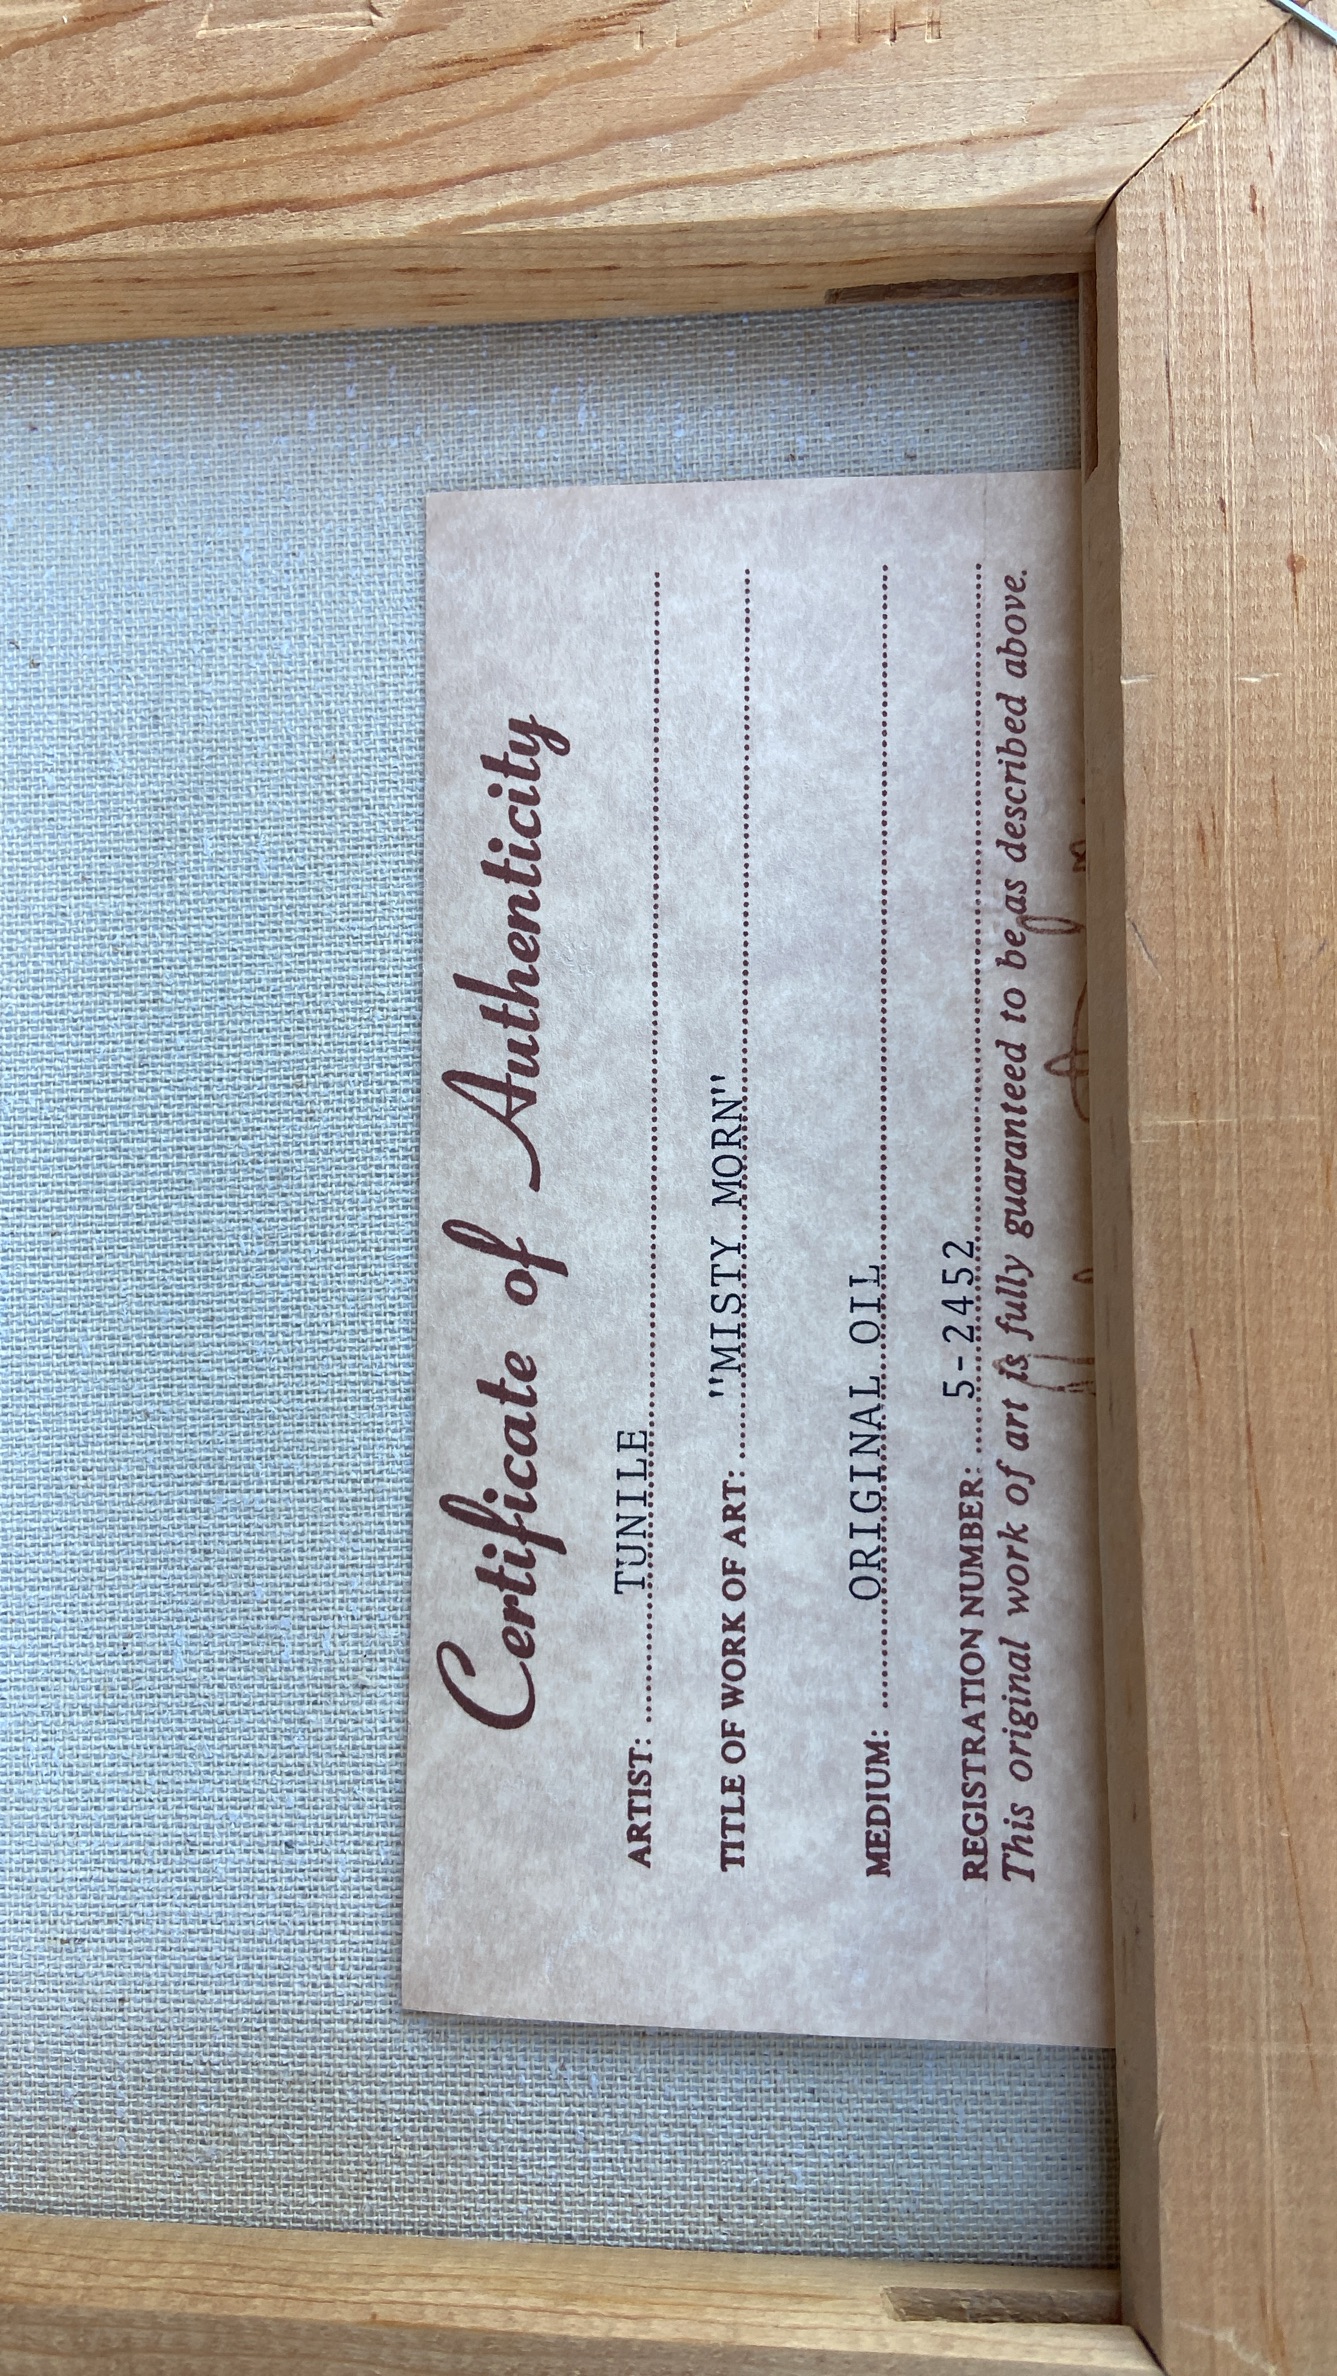 Certificate of Authenticity
ARTIST: TUNILE
TITLE OF WORK OF ART: "MISTY MORN"
MEDIUM: ORIGINAL OIL
REGISTRATION NUMBER: 5-2452
This original work of art is fully guaranteed to be as described above.